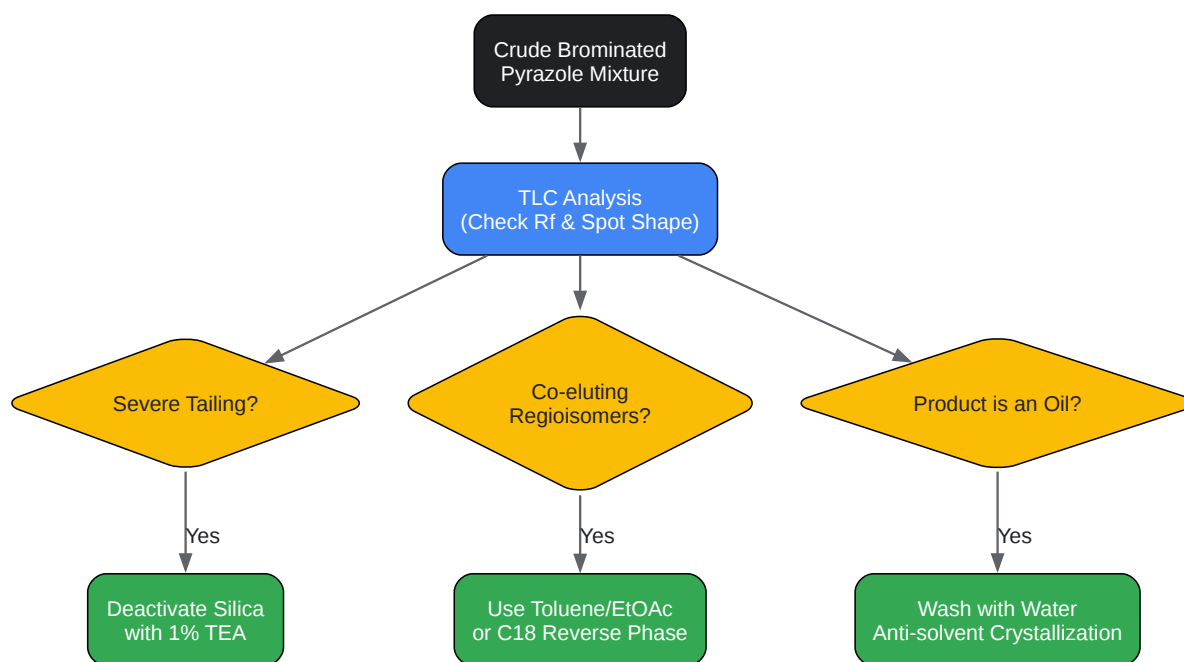 Crude Brominated
Pyrazole Mixture
TLC Analysis
(Check Rf & Spot Shape)
Severe Tailing?
Co-eluting
Regioisomers?
Product is an Oil?
Yes
Yes
Yes
Deactivate Silica
with 1% TEA
Use Toluene/EtOAc
or C18 Reverse Phase
Wash with Water
Anti-solvent Crystallization